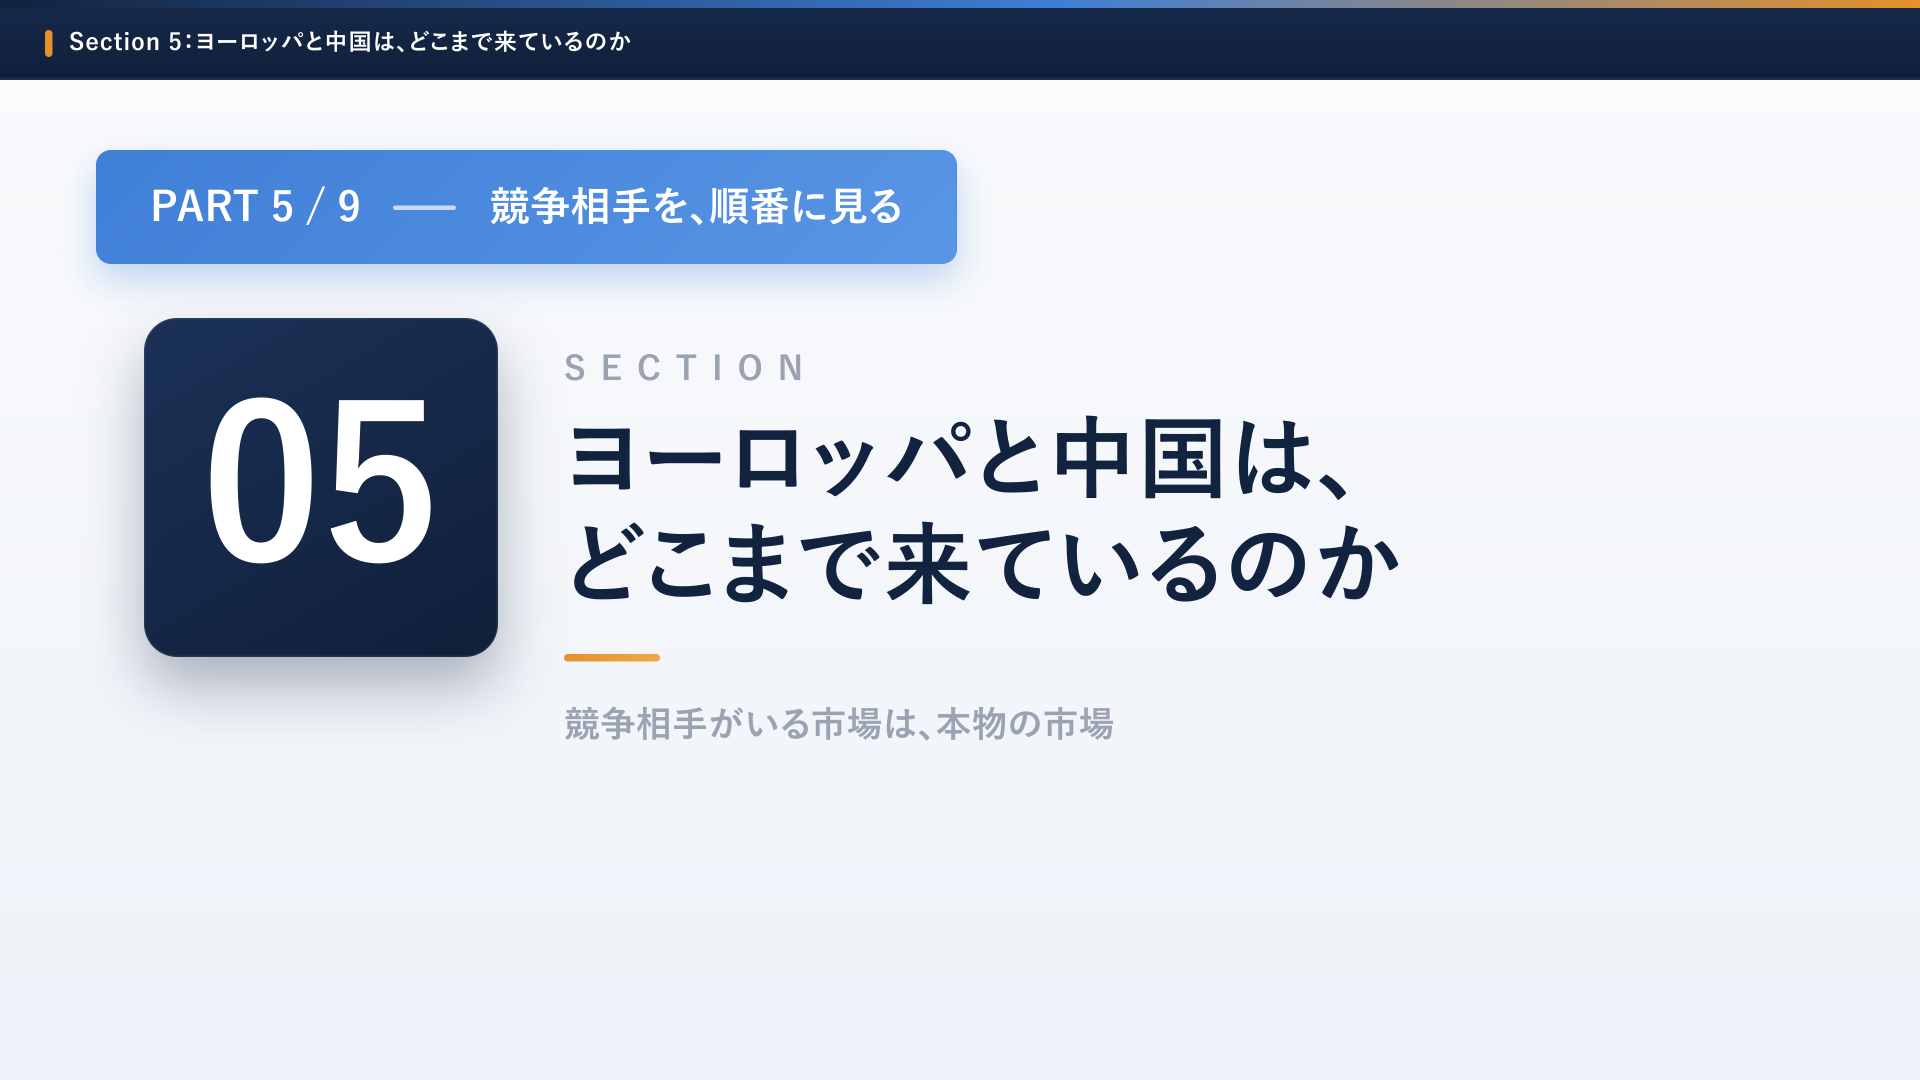 Section 5：ヨーロッパと中国は、どこまで来ているのか
PART 5 / 9 — 競争相手を、順番に見る
05
SECTION
ヨーロッパと中国は、
どこまで来ているのか
競争相手がいる市場は、本物の市場